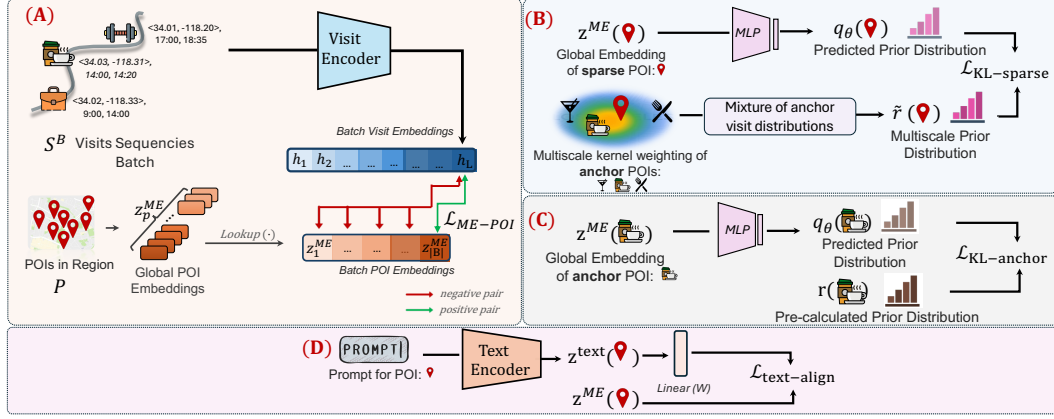 (A)
<34.01, -118.20>,
17:00, 18:35
<34.03, -118.31>,
14:00, 14:20
<34.02, -118.33>,
9:00, 14:00
S^B Visits Sequencies
Batch
Visit
Encoder
Batch Visit Embeddings
h_1 h_2 ... ... ... ... h_L
L_ME−POI
z_p^ME
...
Lookup (·)
z_1^ME ... ... ... z_|B|^ME
Batch POI Embeddings
POIs in Region
P
Global POI
Embeddings
negative pair
positive pair
(B)
z^ME( )
MLP
q_θ( )
Global Embedding
of sparse POI:
Predicted Prior Distribution
L_KL−sparse
Mixture of anchor
visit distributions
r̃ ( )
Multiscale Prior
Distribution
Multiscale kernel weighting of
anchor POIs:
(C)
z^ME( )
MLP
q_θ( )
Global Embedding
of anchor POI:
Predicted Prior
Distribution
L_KL−anchor
r( )
Pre-calculated Prior Distribution
(D)
PROMPT|
Prompt for POI:
Text
Encoder
z^text( )
Linear (W)
L_text−align
z^ME( )